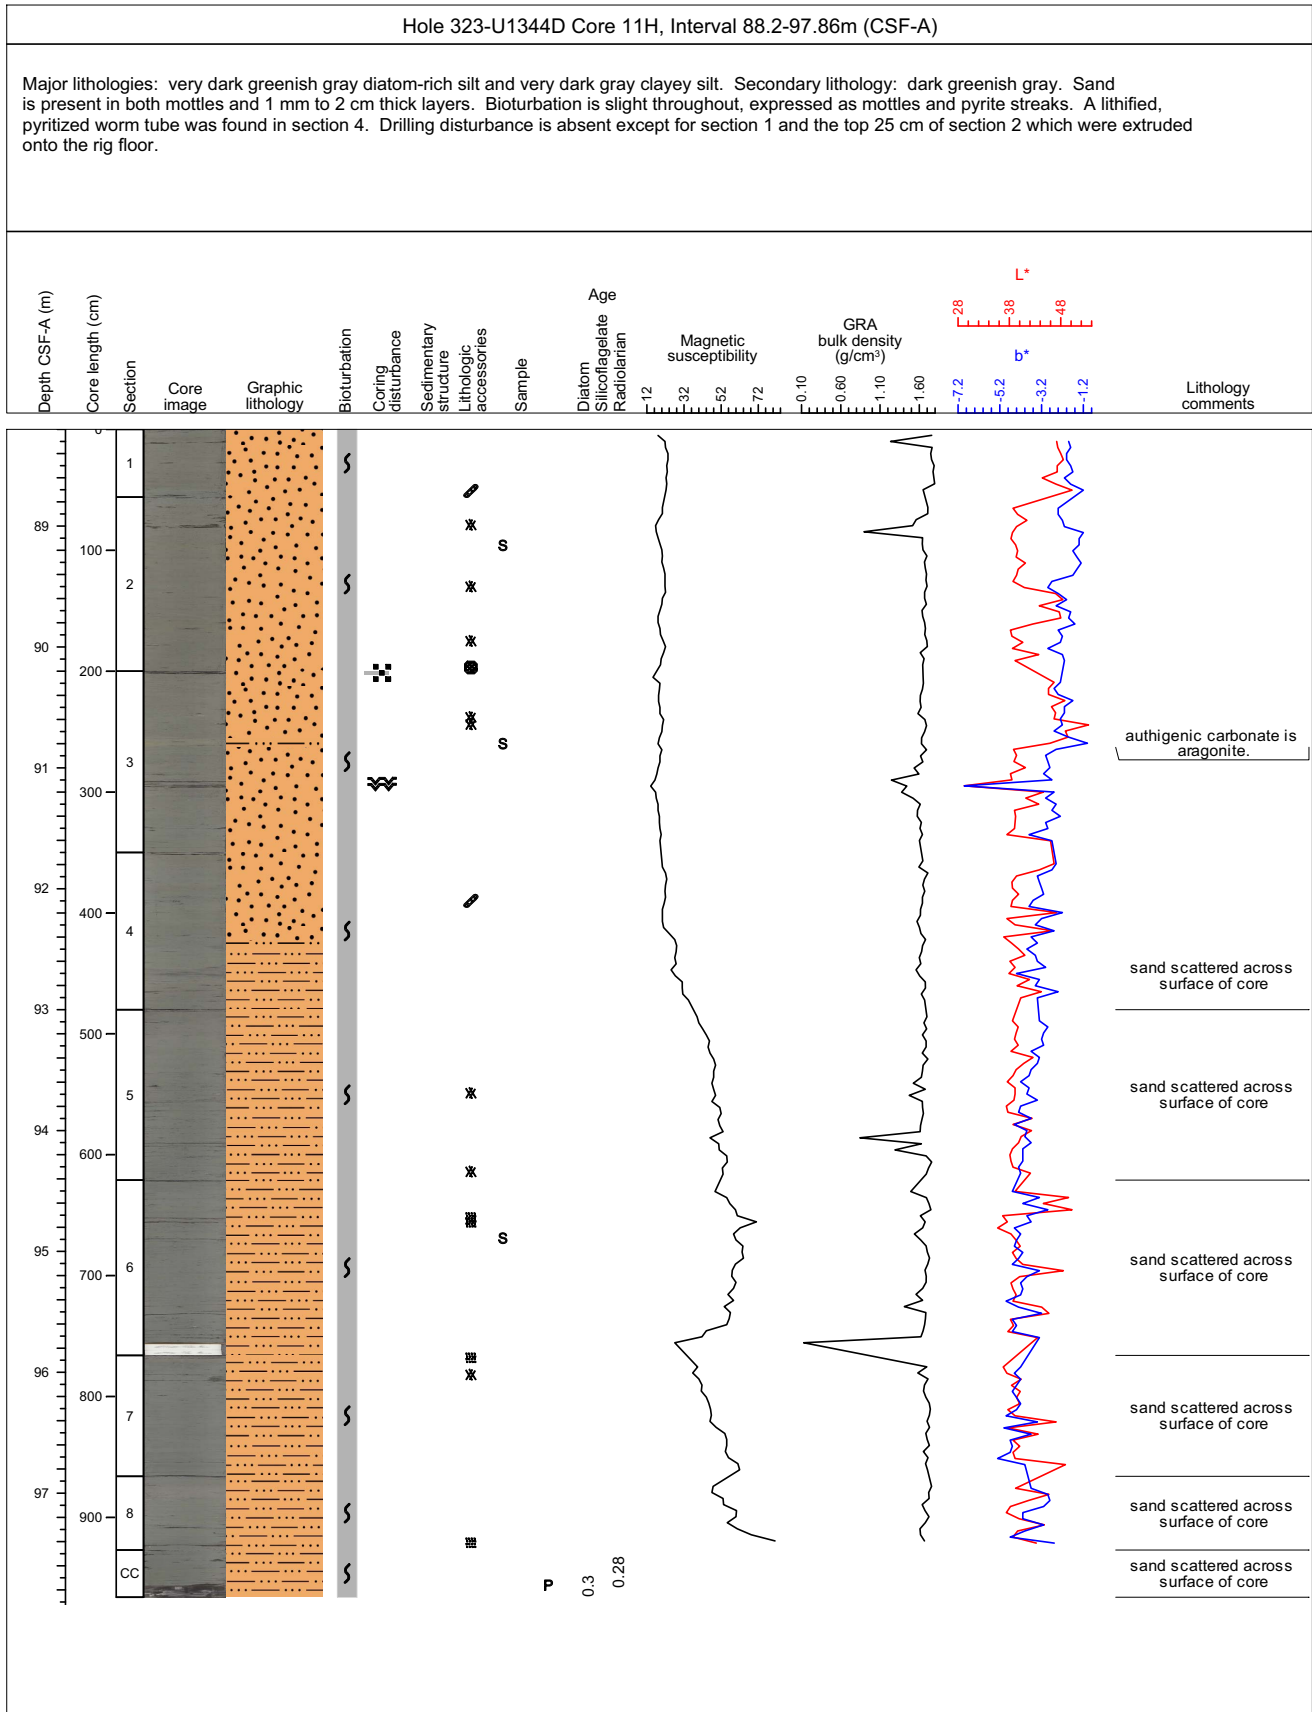 Hole 323-U1344D Core 11H, Interval 88.2-97.86m (CSF-A)
Major lithologies: very dark greenish gray diatom-rich silt and very dark gray clayey silt. Secondary lithology: dark greenish gray. Sand
is present in both mottles and 1 mm to 2 cm thick layers. Bioturbation is slight throughout, expressed as mottles and pyrite streaks. A lithified,
pyritized worm tube was found in section 4. Drilling disturbance is absent except for section 1 and the top 25 cm of section 2 which were extruded
onto the rig floor.
Depth CSF-A (m)
Core length (cm)
Section
Core
image
Graphic
lithology
Bioturbation
Coring
disturbance
Sedimentary
structure
Lithologic
accessories
Sample
Age
Diatom
Silicoflagelate
Radiolarian
Magnetic
susceptibility
12 32 52 72
GRA
bulk density
(g/cm³)
0.10 0.60 1.10 1.60
L*
28 38 48
b*
-7.2 -5.2 -3.2 -1.2
Lithology
comments
0
1
89
100
S
2
90
200
S
authigenic carbonate is
aragonite.
3
91
300
92
400
4
sand scattered across
surface of core
93
500
sand scattered across
surface of core
5
94
600
95
S
sand scattered across
surface of core
6
700
96
800
sand scattered across
surface of core
7
97
900
8
sand scattered across
surface of core
CC
P
0.3
0.28
sand scattered across
surface of core